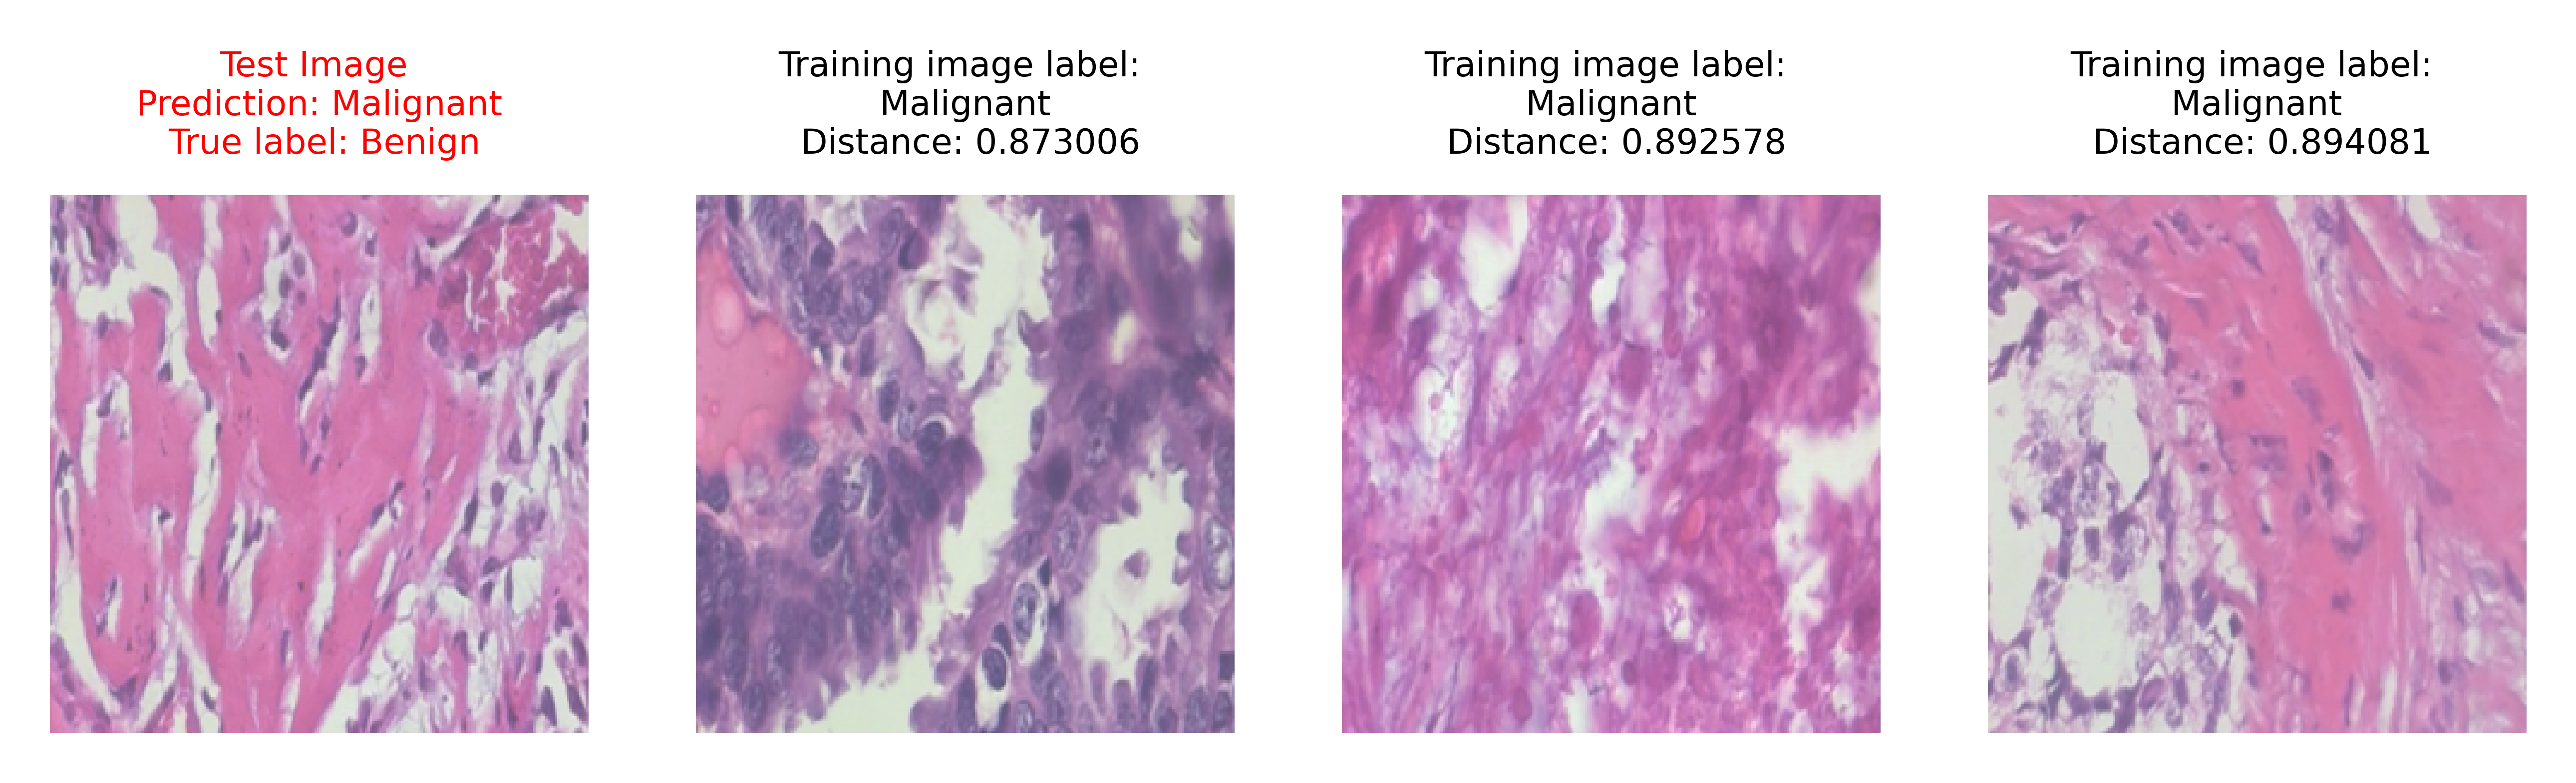 Test Image
Prediction: Malignant
True label: Benign
Training image label:
Malignant
Distance: 0.873006
Training image label:
Malignant
Distance: 0.892578
Training image label:
Malignant
Distance: 0.894081